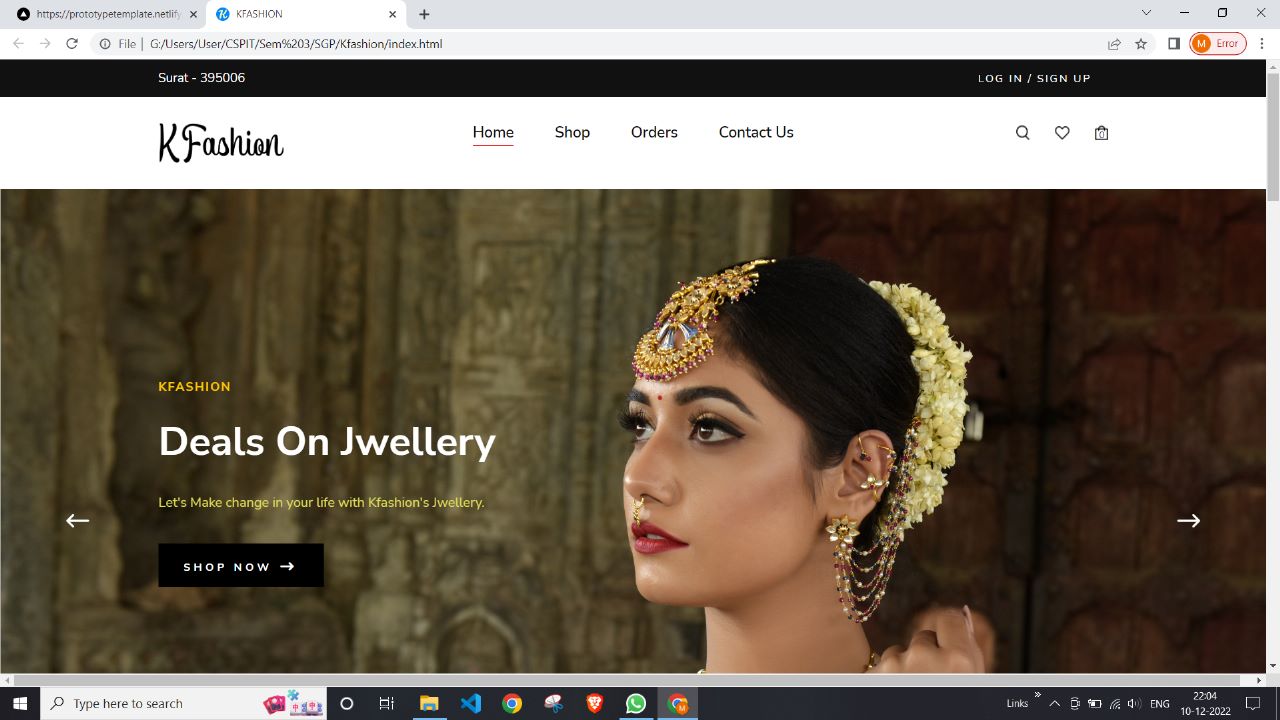 https://prototypetemplate.netlify
KFASHION
File | G:/Users/User/CSPIT/Sem%203/SGP/Kfashion/index.html
M Error
Surat - 395006
LOG IN / SIGN UP
KFashion
Home Shop Orders Contact Us
0
KFASHION
Deals On Jwellery
Let's Make change in your life with Kfashion's Jwellery.
SHOP NOW
Type here to search
Links
ENG
22:04
10-12-2022